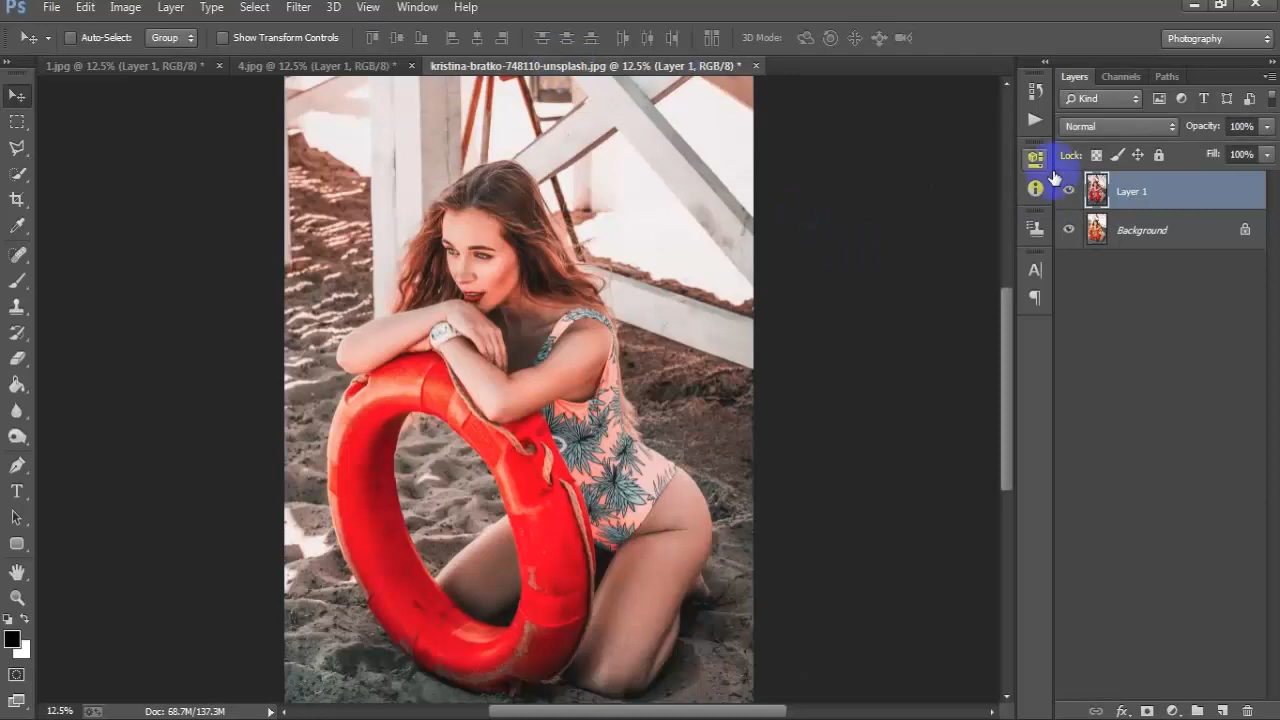 Ps File Edit Image Layer Type Select Filter 3D View Window Help
Auto-Select: Group Show Transform Controls 3D Mode: Photography
1.jpg @ 12.5% (Layer 1, RGB/8) * × 4.jpg @ 12.5% (Layer 1, RGB/8) * × kristina-bratko-748110-unsplash.jpg @ 12.5% (Layer 1, RGB/8) * ×
Layers Channels Paths
Kind
Normal Opacity: 100%
Lock: Fill: 100%
Layer 1
Background
12.5% Doc: 68.7M/137.3M